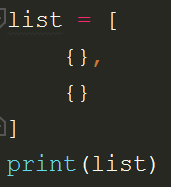 list = [
    {},
    {}
]
print(list)